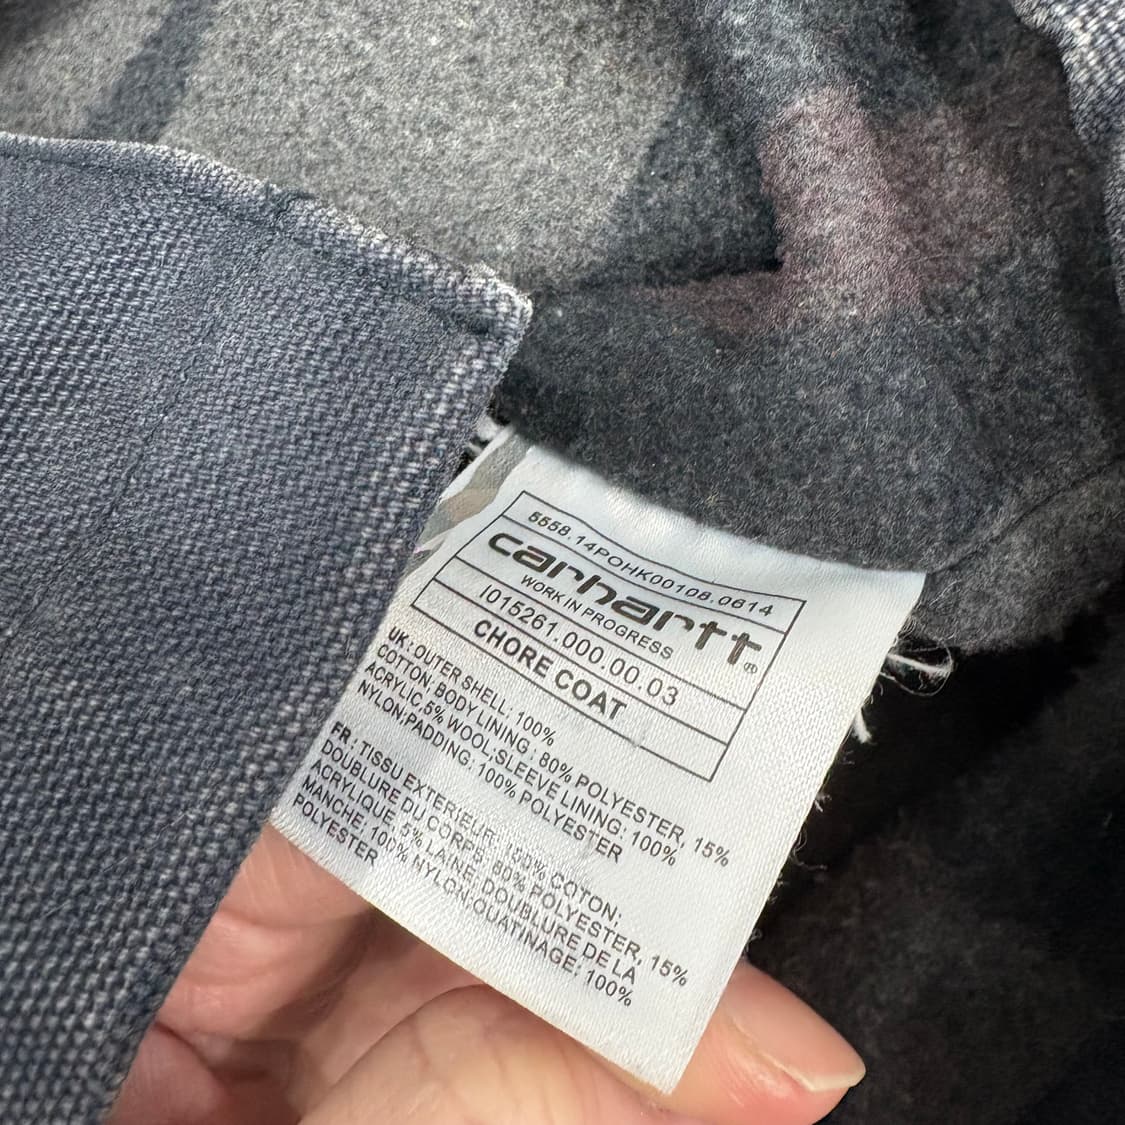 5558.14POHK00108.0614
carhartt®
WORK IN PROGRESS
I015261.000.00.03
CHORE COAT
UK: OUTER SHELL: 100%
COTTON; BODY LINING: 80% POLYESTER, 15%
ACRYLIC,5% WOOL;SLEEVE LINING: 100%
NYLON;PADDING: 100% POLYESTER
FR: TISSU EXTERIEUR: 100% COTON;
DOUBLURE DU CORPS: 80% POLYESTER, 15%
ACRYLIQUE, 5% LAINE; DOUBLURE DE LA
MANCHE; 100% NYLON;QUATINAGE: 100%
POLYESTER